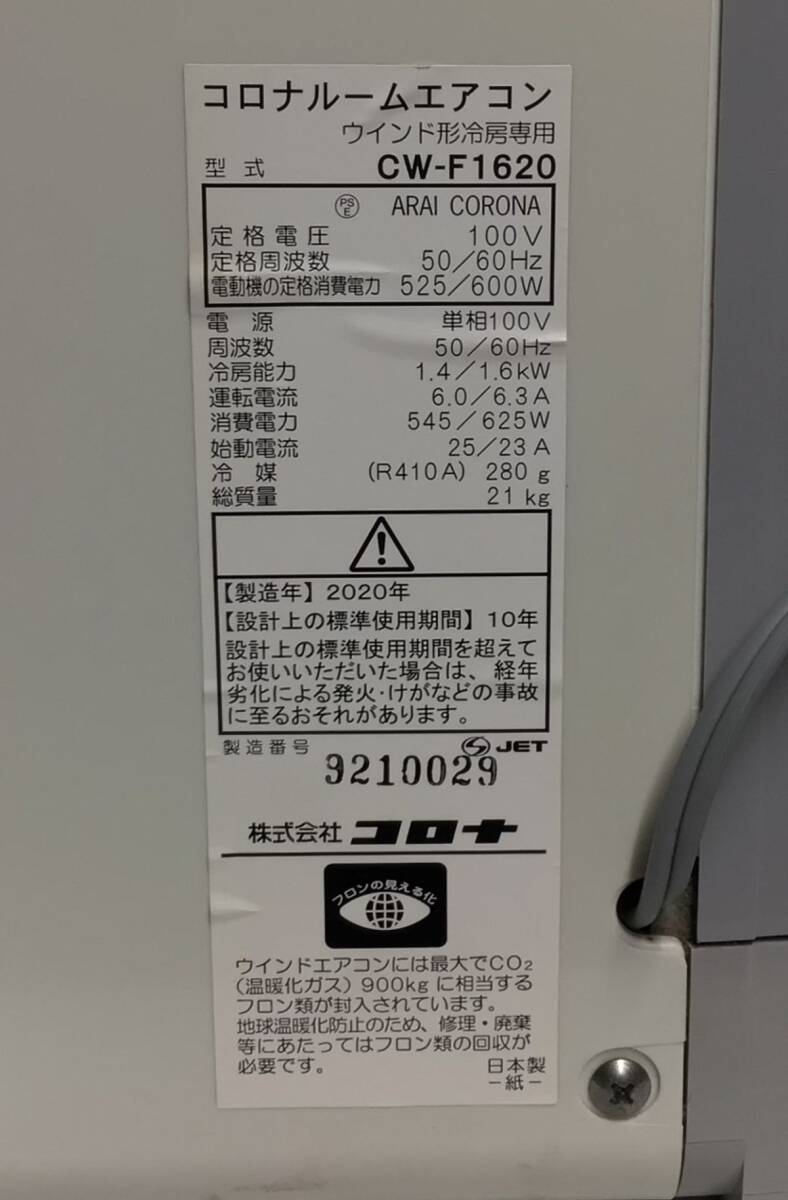 コロナルームエアコン
ウインド形冷房専用
型式 CW-F1620
PSE ARAI CORONA
定格電圧 100V
定格周波数 50/60Hz
電動機の定格消費電力 525/600W
電源 単相100V
周波数 50/60Hz
冷房能力 1.4/1.6kW
運転電流 6.0/6.3A
消費電力 545/625W
始動電流 25/23A
冷媒 (R410A) 280g
総質量 21kg
【製造年】2020年
【設計上の標準使用期間】10年
設計上の標準使用期間を超えて
お使いいただいた場合は、経年
劣化による発火・けがなどの事故
に至るおそれがあります。
製造番号 JET
9210029
株式会社コロナ
フロンの見える化
ウインドエアコンには最大でCO2
(温暖化ガス)900kgに相当する
フロン類が封入されています。
地球温暖化防止のため、修理・廃棄
等にあたってはフロン類の回収が
必要です。 日本製
-紙-